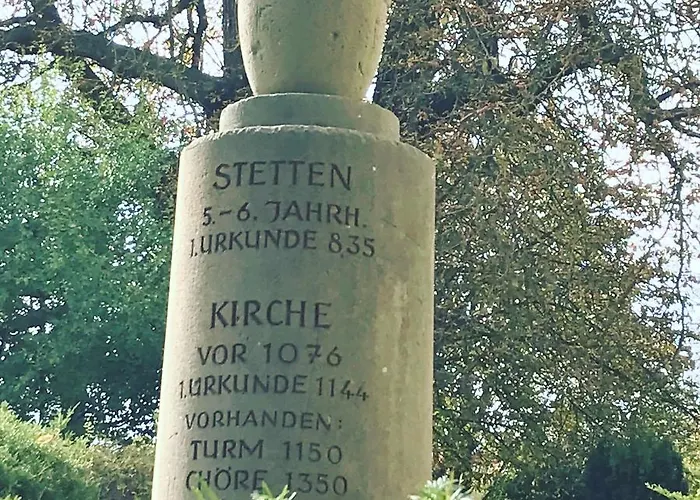 STETTEN
5.-6. JAHRH.
1.URKUNDE 835
KIRCHE
VOR 1076
1.URKUNDE 1144
VORHANDEN:
TURM 1150
CHÖRE 1350